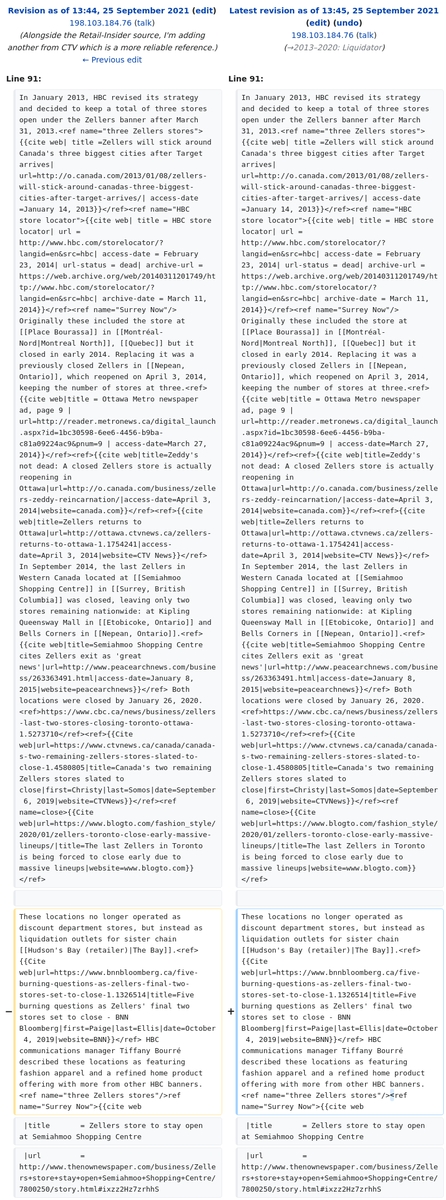 Revision as of 13:44, 25 September 2021 (edit)
198.103.184.76 (talk)
(Alongside the Retail-Insider source, I'm adding
another from CTV which is a more reliable reference.)
← Previous edit
Latest revision as of 13:45, 25 September 2021
(edit) (undo)
198.103.184.76 (talk)
(→2013–2020: Liquidator)
Line 91:
In January 2013, HBC revised its strategy
and decided to keep a total of three stores
open under the Zellers banner after March
31, 2013.<ref name="three Zellers stores">
{{cite web| title =Zellers will stick around
Canada's three biggest cities after Target
arrives|
url=http://o.canada.com/2013/01/08/zellers-
will-stick-around-canadas-three-biggest-
cities-after-target-arrives/| access-date
=January 14, 2013}}</ref><ref name="HBC
store locator">{{cite web| title = HBC store
locator| url =
http://www.hbc.com/storelocator/?
langid=en&src=hbc| access-date = February
23, 2014| url-status = dead| archive-url =
https://web.archive.org/web/20140311201749/ht
tp://www.hbc.com/storelocator/?
langid=en&src=hbc| archive-date = March 11,
2014}}</ref><ref name="Surrey Now"/>
Originally these included the store at
[[Place Bourassa]] in [[Montréal-
Nord|Montreal North]], [[Quebec]] but it
closed in early 2014. Replacing it was a
previously closed Zellers in [[Nepean,
Ontario]], which reopened on April 3, 2014,
keeping the number of stores at three.<ref>
{{cite web|title = Ottawa Metro newspaper
ad, page 9 |
url=http://reader.metronews.ca/digital_launch
.aspx?id=1bc30598-6ee6-4456-b9ba-
c81a09224ac9&pnum=9 | access-date=March 27,
2014}}</ref><ref>{{cite web|title=Zeddy's
not dead: A closed Zellers store is actually
reopening in
Ottawa|url=http://o.canada.com/business/zelle
rs-zeddy-reincarnation/|access-date=April 3,
2014|website=canada.com}}</ref><ref>{{cite
web|title=Zellers returns to
Ottawa|url=http://ottawa.ctvnews.ca/zellers-
returns-to-ottawa-1.1754241|access-
date=April 3, 2014|website=CTV News}}</ref>
In September 2014, the last Zellers in
Western Canada located at [[Semiahmoo
Shopping Centre]] in [[Surrey, British
Columbia]] was closed, leaving only two
stores remaining nationwide: at Kipling
Queensway Mall in [[Etobicoke, Ontario]] and
Bells Corners in [[Nepean, Ontario]].<ref>
{{cite web|title=Semiahmoo Shopping Centre
cites Zellers exit as 'great
news'|url=http://www.peacearchnews.com/busine
ss/263363491.html|access-date=January 8,
2015|website=peacearchnews}}</ref> Both
locations were closed by January 26, 2020.
<ref>https://www.cbc.ca/news/business/zellers
-last-two-stores-closing-toronto-ottawa-
1.5273710</ref><ref>{{Cite
web|url=https://www.ctvnews.ca/canada/canada-
s-two-remaining-zellers-stores-slated-to-
close-1.4580805|title=Canada's two remaining
Zellers stores slated to
close|first=Christy|last=Somos|date=September
6, 2019|website=CTVNews}}</ref><ref
name=close>{{Cite
web|url=https://www.blogto.com/fashion_style/
2020/01/zellers-toronto-close-early-massive-
lineups/|title=The last Zellers in Toronto
is being forced to close early due to
massive lineups|website=www.blogto.com}}
</ref>
These locations no longer operated as
discount department stores, but instead as
liquidation outlets for sister chain
[[Hudson's Bay (retailer)|The Bay]].<ref>
{{Cite
web|url=https://www.bnnbloomberg.ca/five-
burning-questions-as-zellers-final-two-
stores-set-to-close-1.1326514|title=Five
burning questions as Zellers' final two
stores set to close - BNN
Bloomberg|first=Paige|last=Ellis|date=October
4, 2019|website=BNN}}</ref> HBC
communications manager Tiffany Bourré
described these locations as featuring
fashion apparel and a refined home product
offering with more from other HBC banners.
− <ref name="three Zellers stores"/>ref
name="Surrey Now">{{cite web
|title = Zellers store to stay open
at Semiahmoo Shopping Centre
|url =
http://www.thenownewspaper.com/business/Zelle
rs+store+stay+open+Semiahmoo+Shopping+Centre/
7800250/story.html#ixzz2Hz7zrhhS
Line 91:
In January 2013, HBC revised its strategy
and decided to keep a total of three stores
open under the Zellers banner after March
31, 2013.<ref name="three Zellers stores">
{{cite web| title =Zellers will stick around
Canada's three biggest cities after Target
arrives|
url=http://o.canada.com/2013/01/08/zellers-
will-stick-around-canadas-three-biggest-
cities-after-target-arrives/| access-date
=January 14, 2013}}</ref><ref name="HBC
store locator">{{cite web| title = HBC store
locator| url =
http://www.hbc.com/storelocator/?
langid=en&src=hbc| access-date = February
23, 2014| url-status = dead| archive-url =
https://web.archive.org/web/20140311201749/ht
tp://www.hbc.com/storelocator/?
langid=en&src=hbc| archive-date = March 11,
2014}}</ref><ref name="Surrey Now"/>
Originally these included the store at
[[Place Bourassa]] in [[Montréal-
Nord|Montreal North]], [[Quebec]] but it
closed in early 2014. Replacing it was a
previously closed Zellers in [[Nepean,
Ontario]], which reopened on April 3, 2014,
keeping the number of stores at three.<ref>
{{cite web|title = Ottawa Metro newspaper
ad, page 9 |
url=http://reader.metronews.ca/digital_launch
.aspx?id=1bc30598-6ee6-4456-b9ba-
c81a09224ac9&pnum=9 | access-date=March 27,
2014}}</ref><ref>{{cite web|title=Zeddy's
not dead: A closed Zellers store is actually
reopening in
Ottawa|url=http://o.canada.com/business/zelle
rs-zeddy-reincarnation/|access-date=April 3,
2014|website=canada.com}}</ref><ref>{{cite
web|title=Zellers returns to
Ottawa|url=http://ottawa.ctvnews.ca/zellers-
returns-to-ottawa-1.1754241|access-
date=April 3, 2014|website=CTV News}}</ref>
In September 2014, the last Zellers in
Western Canada located at [[Semiahmoo
Shopping Centre]] in [[Surrey, British
Columbia]] was closed, leaving only two
stores remaining nationwide: at Kipling
Queensway Mall in [[Etobicoke, Ontario]] and
Bells Corners in [[Nepean, Ontario]].<ref>
{{cite web|title=Semiahmoo Shopping Centre
cites Zellers exit as 'great
news'|url=http://www.peacearchnews.com/busine
ss/263363491.html|access-date=January 8,
2015|website=peacearchnews}}</ref> Both
locations were closed by January 26, 2020.
<ref>https://www.cbc.ca/news/business/zellers
-last-two-stores-closing-toronto-ottawa-
1.5273710</ref><ref>{{Cite
web|url=https://www.ctvnews.ca/canada/canada-
s-two-remaining-zellers-stores-slated-to-
close-1.4580805|title=Canada's two remaining
Zellers stores slated to
close|first=Christy|last=Somos|date=September
6, 2019|website=CTVNews}}</ref><ref
name=close>{{Cite
web|url=https://www.blogto.com/fashion_style/
2020/01/zellers-toronto-close-early-massive-
lineups/|title=The last Zellers in Toronto
is being forced to close early due to
massive lineups|website=www.blogto.com}}
</ref>
These locations no longer operated as
discount department stores, but instead as
liquidation outlets for sister chain
[[Hudson's Bay (retailer)|The Bay]].<ref>
{{Cite
web|url=https://www.bnnbloomberg.ca/five-
burning-questions-as-zellers-final-two-
stores-set-to-close-1.1326514|title=Five
burning questions as Zellers' final two
stores set to close - BNN
Bloomberg|first=Paige|last=Ellis|date=October
4, 2019|website=BNN}}</ref> HBC
communications manager Tiffany Bourré
described these locations as featuring
fashion apparel and a refined home product
offering with more from other HBC banners.
+ <ref name="three Zellers stores"/><ref
name="Surrey Now">{{cite web
|title = Zellers store to stay open
at Semiahmoo Shopping Centre
|url =
http://www.thenownewspaper.com/business/Zelle
rs+store+stay+open+Semiahmoo+Shopping+Centre/
7800250/story.html#ixzz2Hz7zrhhS